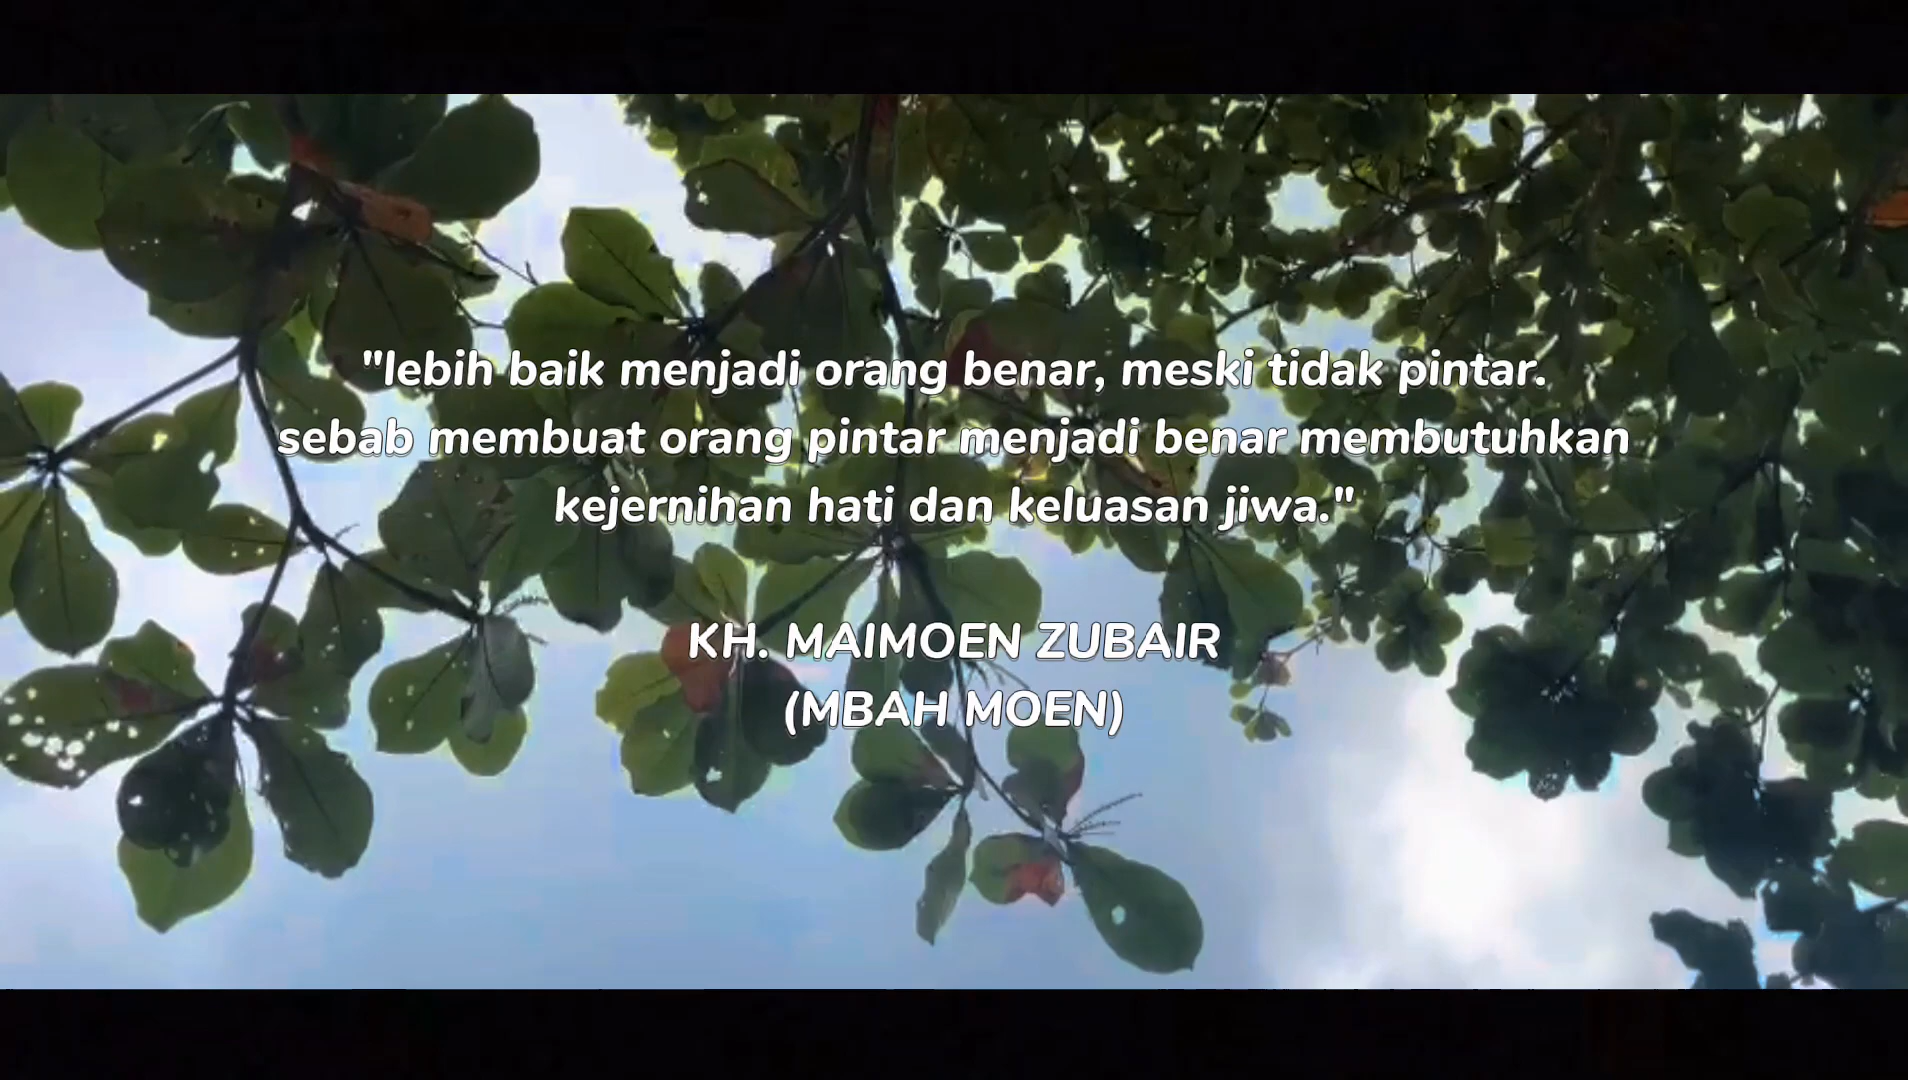 "lebih baik menjadi orang benar, meski tidak pintar.
sebab membuat orang pintar menjadi benar membutuhkan
kejernihan hati dan keluasan jiwa."
KH. MAIMOEN ZUBAIR
(MBAH MOEN)